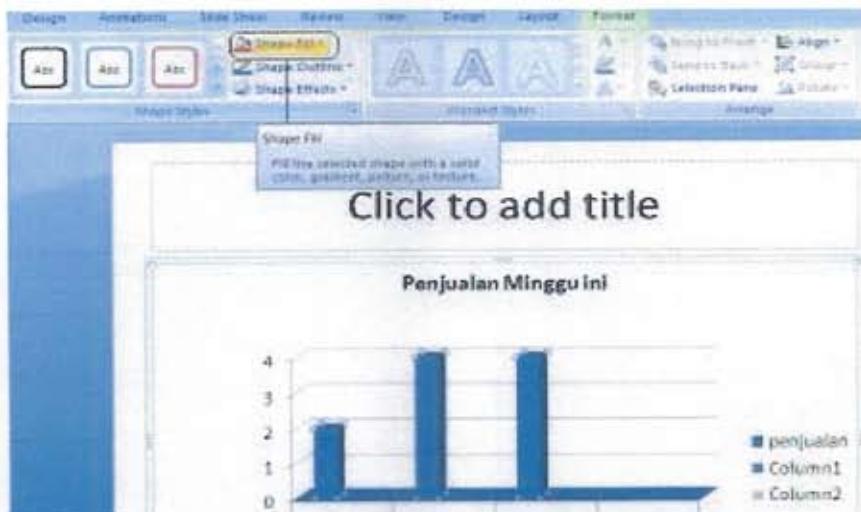 Design Animations Slide Show Review View Design Layout Format
Abc Abc Abc
Shape Fill
Shape Outline
Shape Effects
A A A
Bring to Front
Send to Back
Selection Pane
Align
Group
Rotate
Shape Styles WordArt Styles Arrange
Shape Fill
Fill the selected shape with a solid
color, gradient, picture, or texture.
Click to add title
Penjualan Minggu ini
4
3
2
1
0
penjualan
Column1
Column2